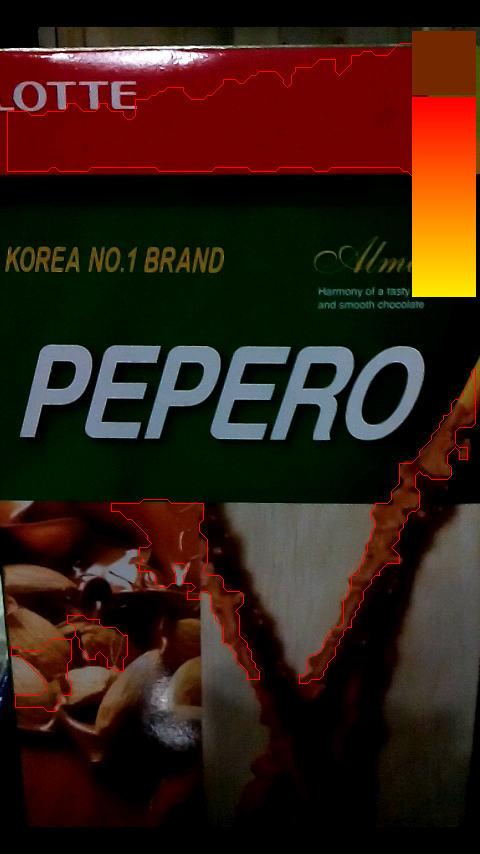 LOTTE
KOREA NO.1 BRAND
Harmony of a tasty
and smooth chocolate
PEPERO